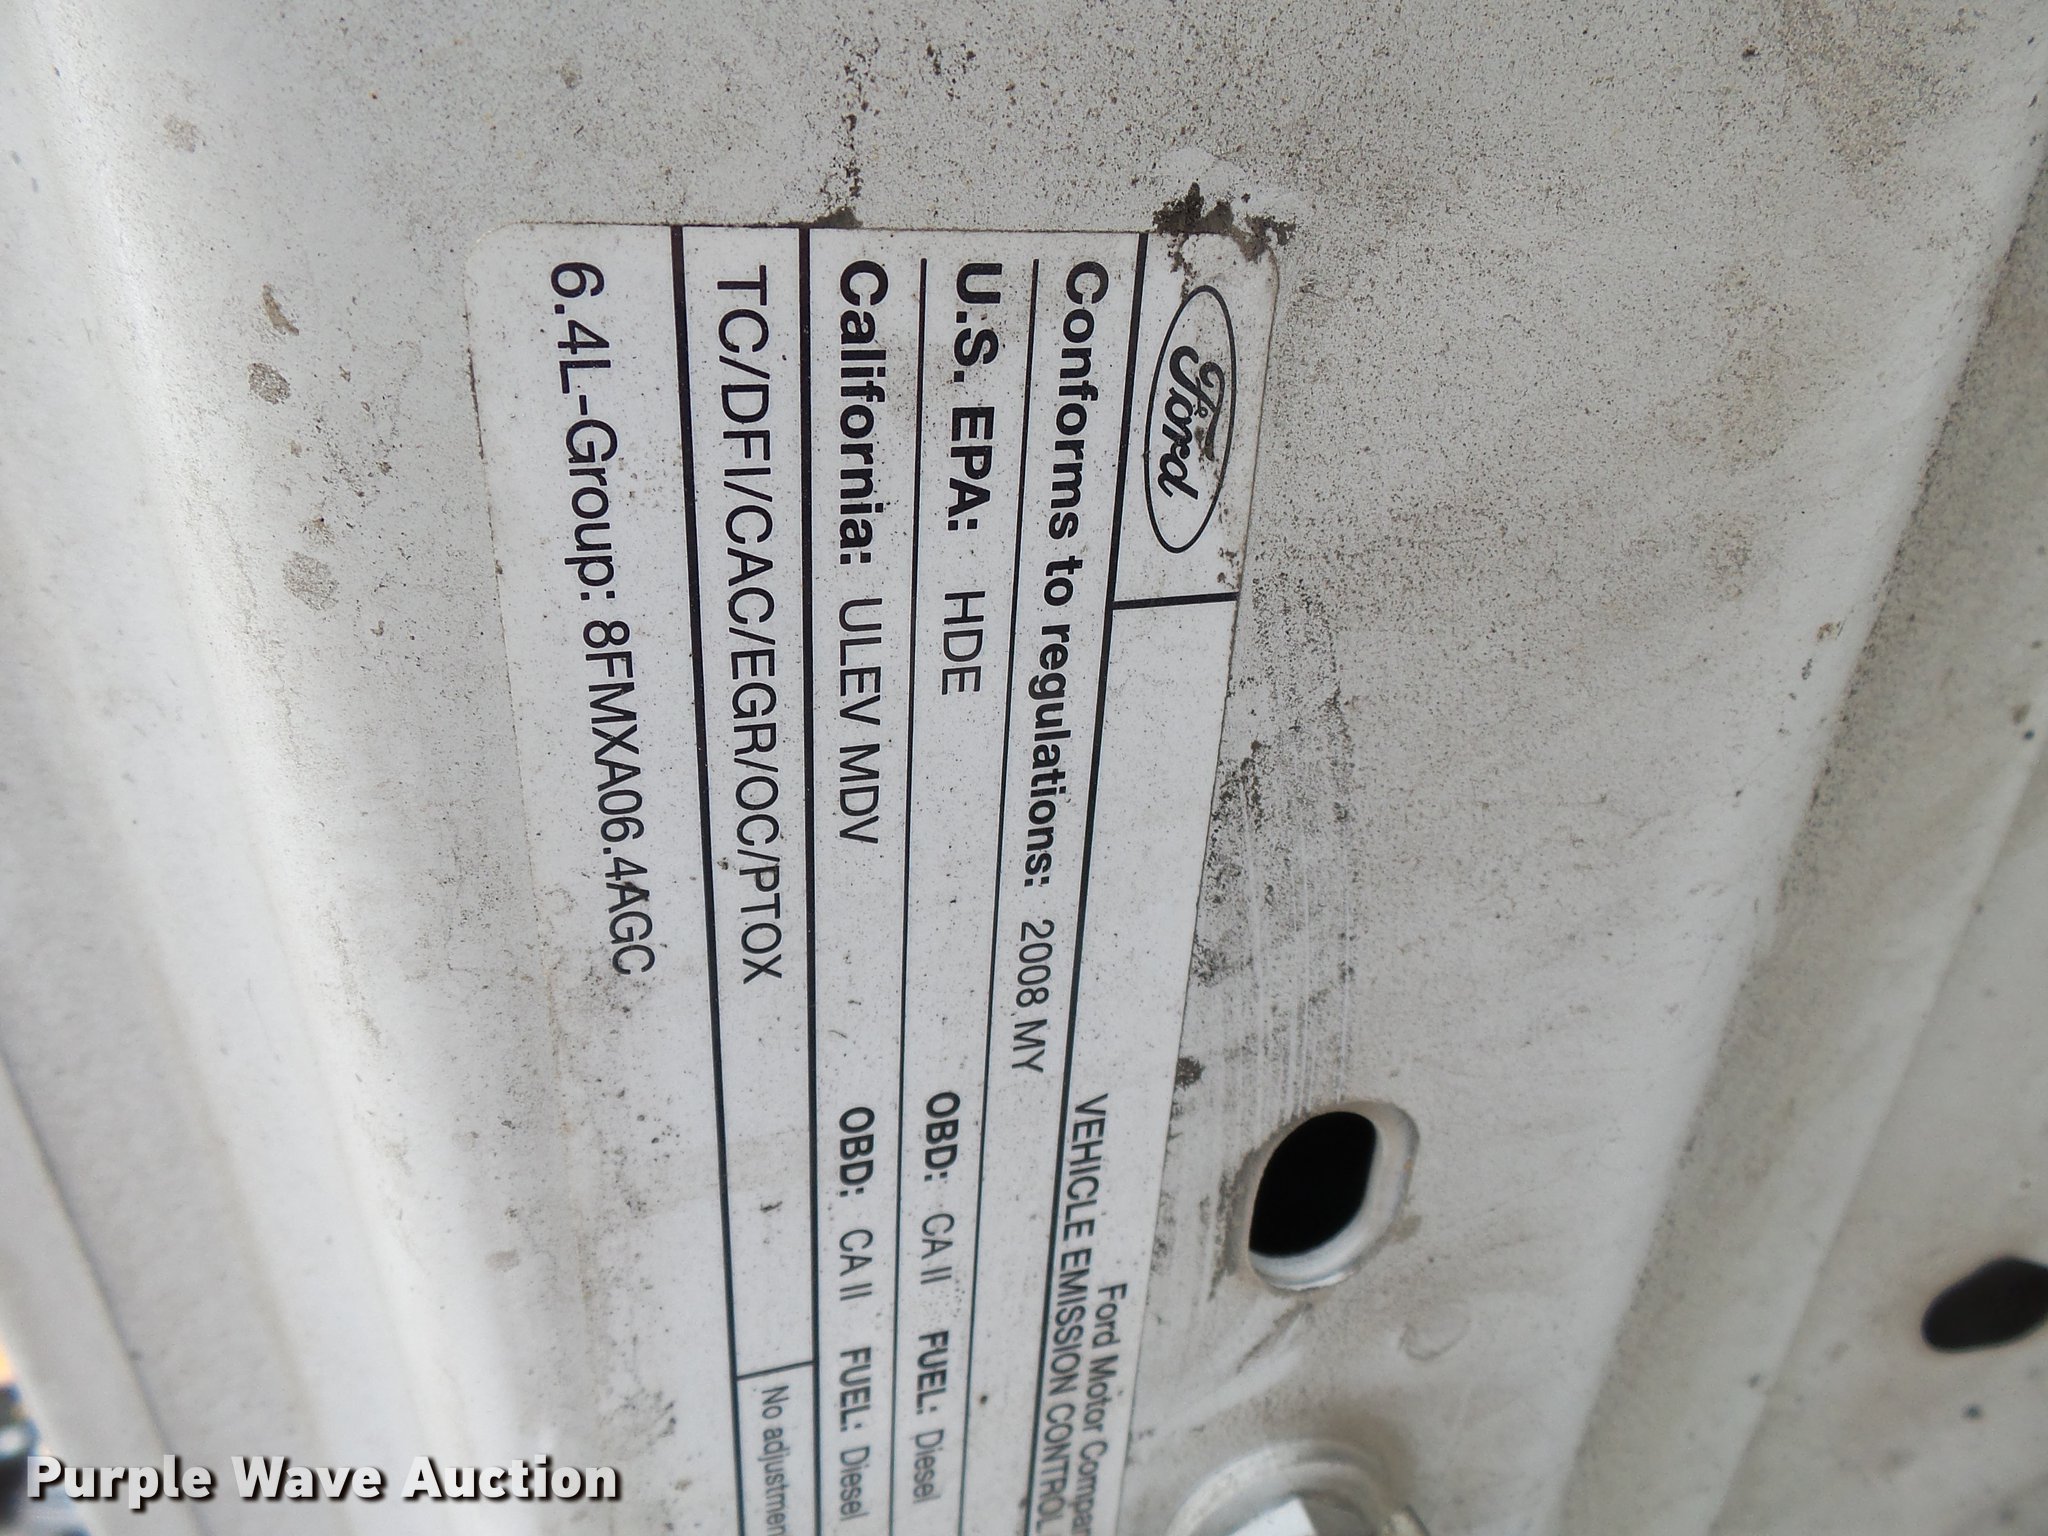 Ford
Ford Motor Compan
VEHICLE EMISSION CONTROL
Conforms to regulations: 2008 MY
U.S. EPA: HDE OBD: CA II FUEL: Diesel
California: ULEV MDV OBD: CA II FUEL: Diesel
TC/DFI/CAC/EGR/OC/PTOX
No adjustmen
6.4L-Group: 8FMXA06.4AGC
Purple Wave Auction